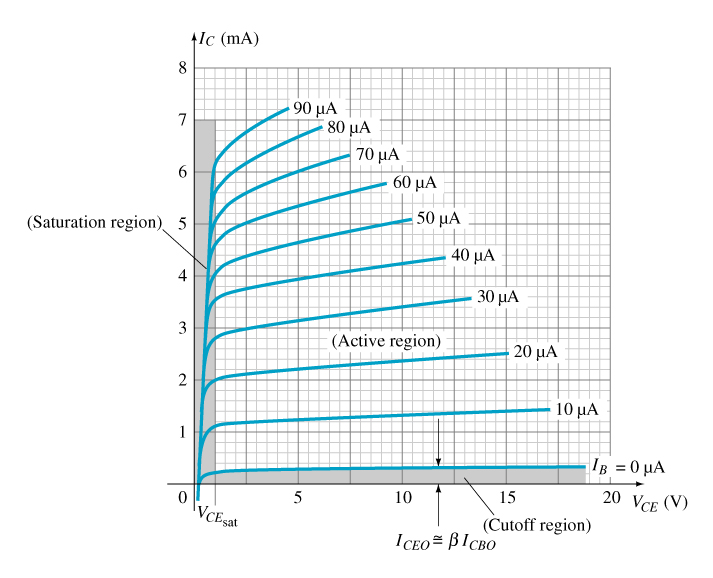 I_C (mA)
8
7
6
5
4
3
2
1
0
90 μA
80 μA
70 μA
60 μA
50 μA
40 μA
30 μA
20 μA
10 μA
I_B = 0 μA
(Saturation region)
(Active region)
5
10
15
20
V_CE (V)
V_CE_sat
(Cutoff region)
I_CEO ≅ β I_CBO